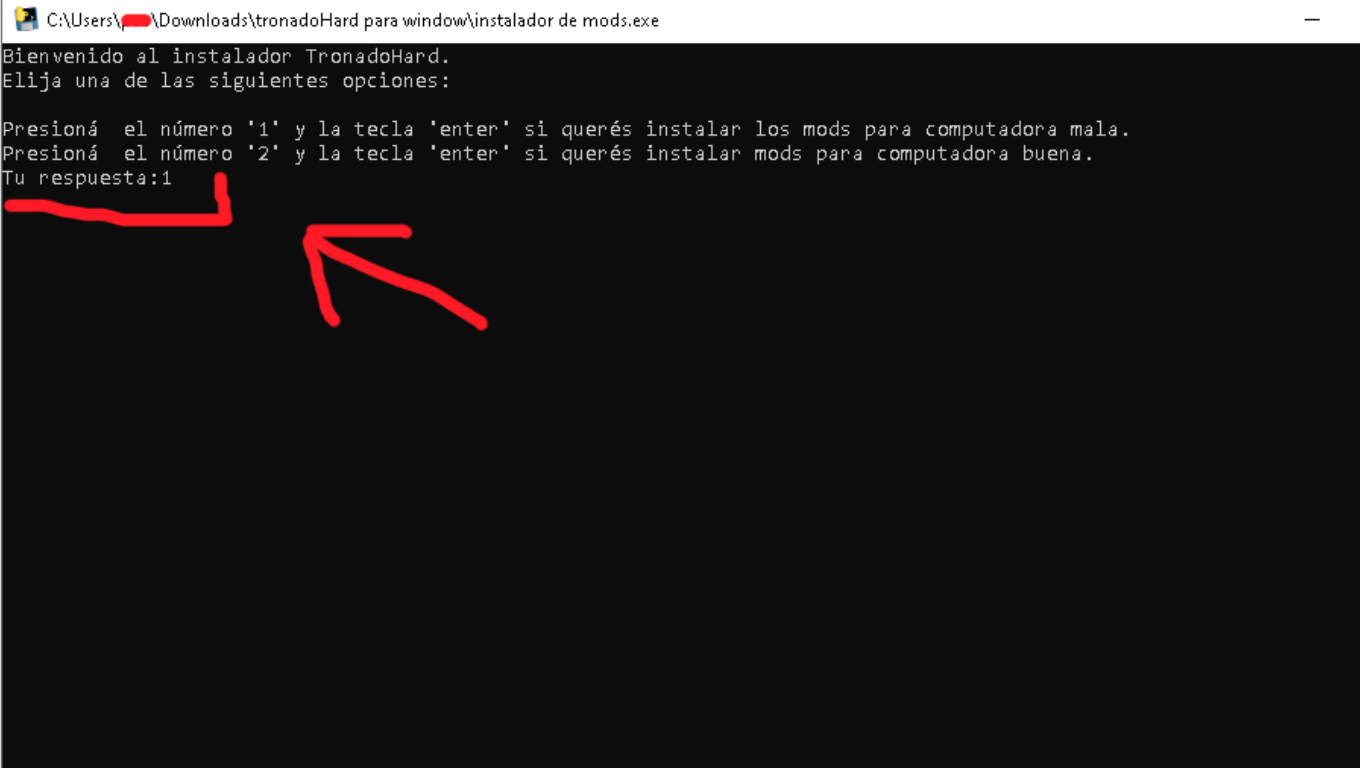 C:\Users\\Downloads\tronadoHard para window\instalador de mods.exe
Bienvenido al instalador TronadoHard.
Elija una de las siguientes opciones:
Presioná  el número '1' y la tecla 'enter' si querés instalar los mods para computadora mala.
Presioná  el número '2' y la tecla 'enter' si querés instalar mods para computadora buena.
Tu respuesta:1